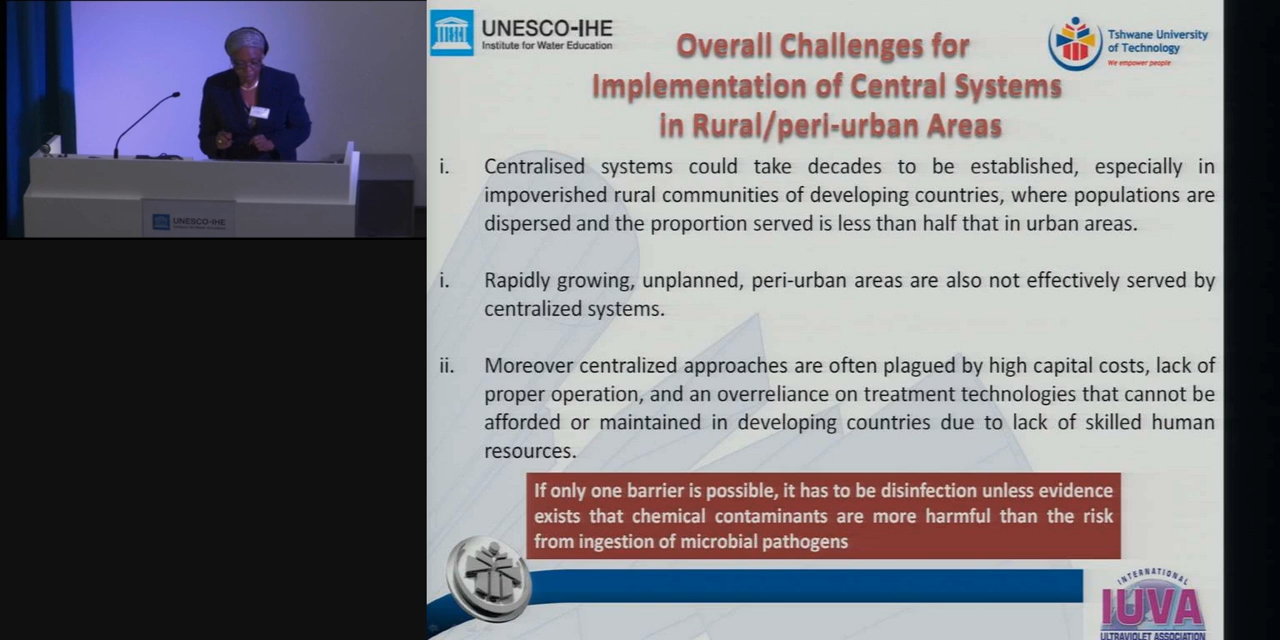 UNESCO-IHE
Institute for Water Education
Tshwane University
of Technology
We empower people
Overall Challenges for
Implementation of Central Systems
in Rural/peri-urban Areas
i. Centralised systems could take decades to be established, especially in
impoverished rural communities of developing countries, where populations are
dispersed and the proportion served is less than half that in urban areas.
i. Rapidly growing, unplanned, peri-urban areas are also not effectively served by
centralized systems.
ii. Moreover centralized approaches are often plagued by high capital costs, lack of
proper operation, and an overreliance on treatment technologies that cannot be
afforded or maintained in developing countries due to lack of skilled human
resources.
If only one barrier is possible, it has to be disinfection unless evidence
exists that chemical contaminants are more harmful than the risk
from ingestion of microbial pathogens
INTERNATIONAL
IUVA
ULTRAVIOLET ASSOCIATION
UNESCO-IHE